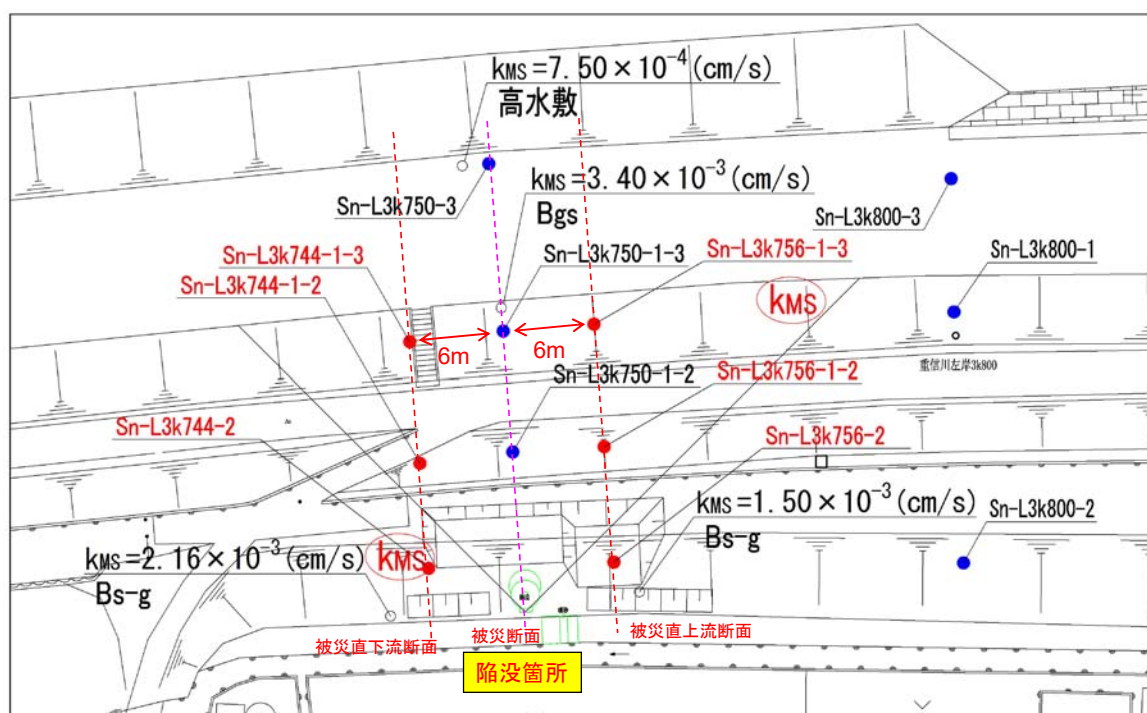 kMS=7.50×10⁻⁴(cm/s)
高水敷
Sn-L3k750-3
kMS=3.40×10⁻³(cm/s)
Bgs
Sn-L3k800-3
Sn-L3k744-1-3
Sn-L3k750-1-3
Sn-L3k756-1-3
Sn-L3k800-1
Sn-L3k744-1-2
kMS
6m
6m
重信川左岸3k800
Sn-L3k750-1-2
Sn-L3k756-1-2
Sn-L3k744-2
Sn-L3k756-2
kMS=1.50×10⁻³(cm/s)
Bs-g
Sn-L3k800-2
kMS=2.16×10⁻³(cm/s)
kMS
Bs-g
被災直下流断面
被災断面
被災直上流断面
陥没箇所